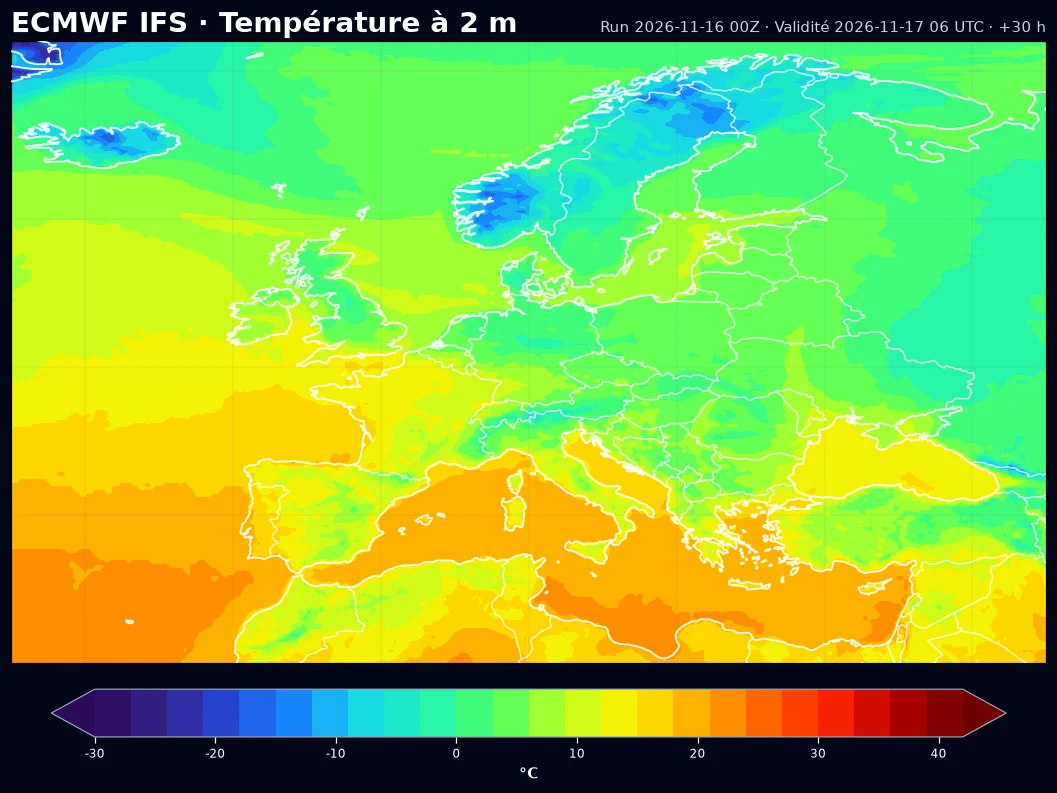 ECMWF IFS · Température à 2 m
Run 2026-11-16 00Z · Validité 2026-11-17 06 UTC · +30 h
-30 -20 -10 0 10 20 30 40
°C